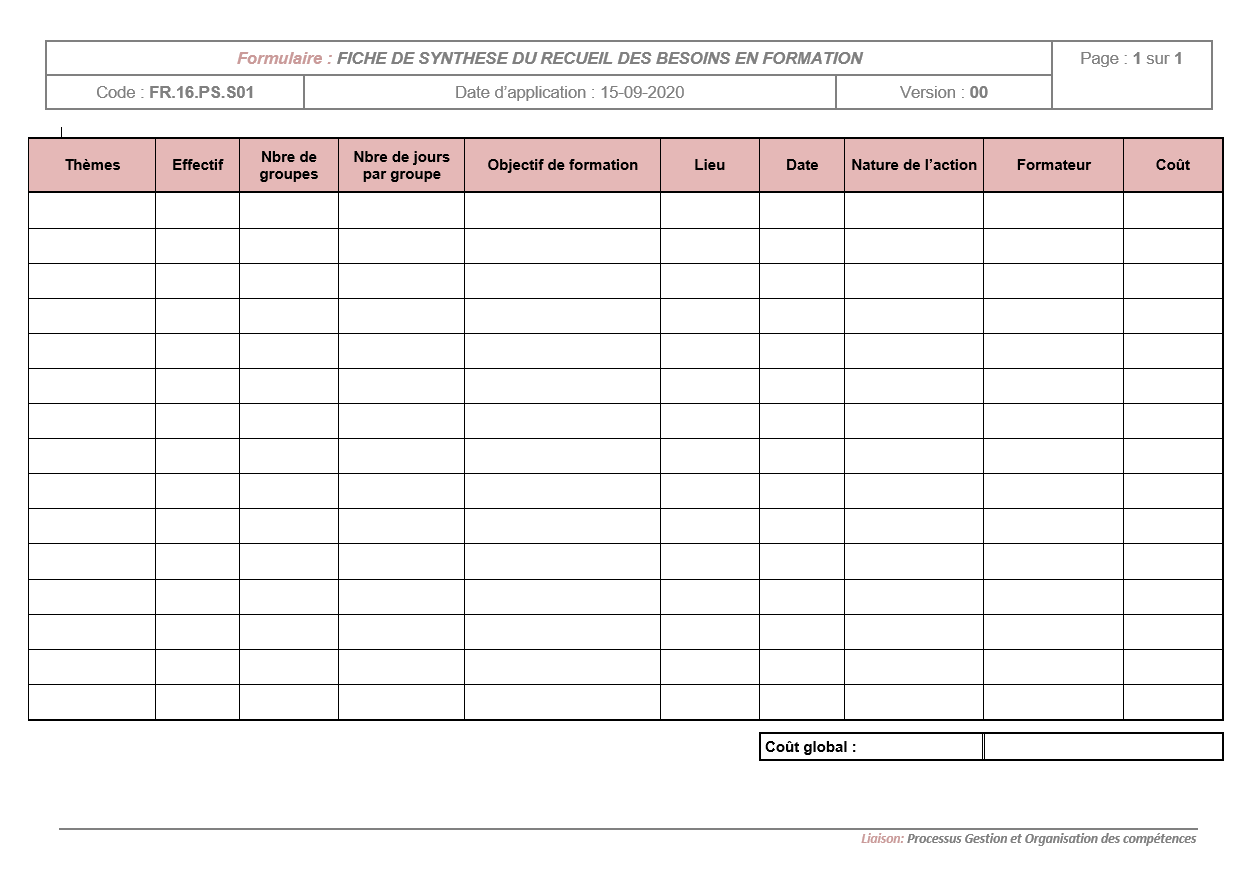 Formulaire : FICHE DE SYNTHESE DU RECUEIL DES BESOINS EN FORMATION
Page : 1 sur 1
Code : FR.16.PS.S01
Date d’application : 15-09-2020
Version : 00
Thèmes
Effectif
Nbre de
groupes
Nbre de jours
par groupe
Objectif de formation
Lieu
Date
Nature de l’action
Formateur
Coût
Coût global :
Liaison: Processus Gestion et Organisation des compétences